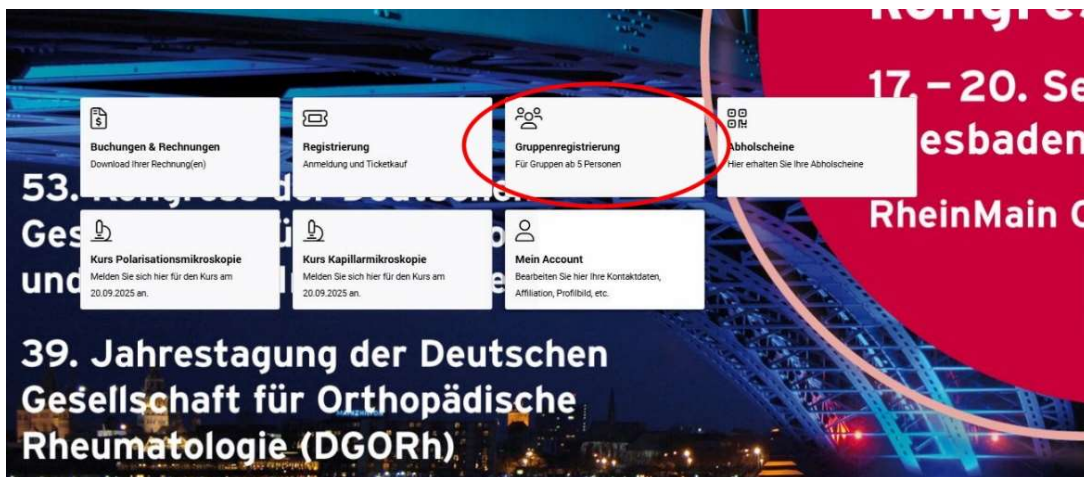 17. – 20. Se
Buchungen & Rechnungen
Download Ihrer Rechnung(en)
Registrierung
Anmeldung und Ticketkauf
Gruppenregistrierung
Für Gruppen ab 5 Personen
Abholscheine
Hier erhalten Sie Ihre Abholscheine
esbaden
53. Kongress der Deutschen
RheinMain C
Ges
und
Kurs Polarisationsmikroskopie
Melden Sie sich hier für den Kurs am
20.09.2025 an.
Kurs Kapillarmikroskopie
Melden Sie sich hier für den Kurs am
20.09.2025 an.
Mein Account
Bearbeiten Sie hier Ihre Kontaktdaten,
Affiliation, Profilbild, etc.
39. Jahrestagung der Deutschen
Gesellschaft für Orthopädische
Rheumatologie (DGORh)